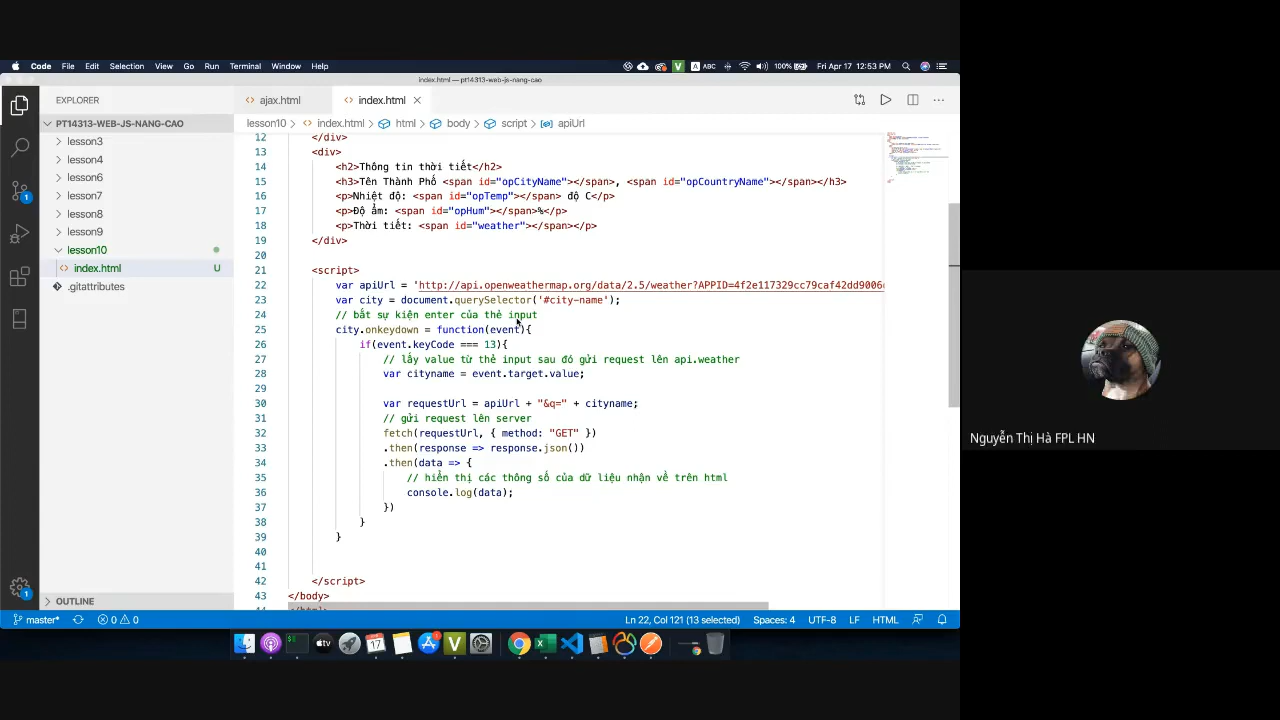 Code File Edit Selection View Go Run Terminal Window Help
ABC 100% Fri Apr 17 12:53 PM
index.html — pt14313-web-js-nang-cao
EXPLORER
ajax.html
index.html
PT14313-WEB-JS-NANG-CAO
lesson10 > index.html > html > body > script > apiUrl
lesson3
lesson4
lesson6
lesson7
lesson8
lesson9
lesson10
index.html U
.gitattributes
12 </div>
13 <div>
14 <h2>Thông tin thời tiết</h2>
15 <h3>Tên Thành Phố <span id="opCityName"></span>, <span id="opCountryName"></span></h3>
16 <p>Nhiệt độ: <span id="opTemp"></span> độ C</p>
17 <p>Độ ẩm: <span id="opHum"></span>%</p>
18 <p>Thời tiết: <span id="weather"></span></p>
19 </div>
20
21 <script>
22 var apiUrl = 'http://api.openweathermap.org/data/2.5/weather?APPID=4f2e117329cc79caf42dd9006
23 var city = document.querySelector('#city-name');
24 // bắt sự kiện enter của thẻ input
25 city.onkeydown = function(event){
26 if(event.keyCode === 13){
27 // lấy value từ thẻ input sau đó gửi request lên api.weather
28 var cityname = event.target.value;
29
30 var requestUrl = apiUrl + "&q=" + cityname;
31 // gửi request lên server
32 fetch(requestUrl, { method: "GET" })
33 .then(response => response.json())
34 .then(data => {
35 // hiển thị các thông số của dữ liệu nhận về trên html
36 console.log(data);
37 })
38 }
39 }
40
41
42 </script>
43 </body>
44 </html>
OUTLINE
master* 0 0
Ln 22, Col 121 (13 selected) Spaces: 4 UTF-8 LF HTML
Nguyễn Thị Hà FPL HN